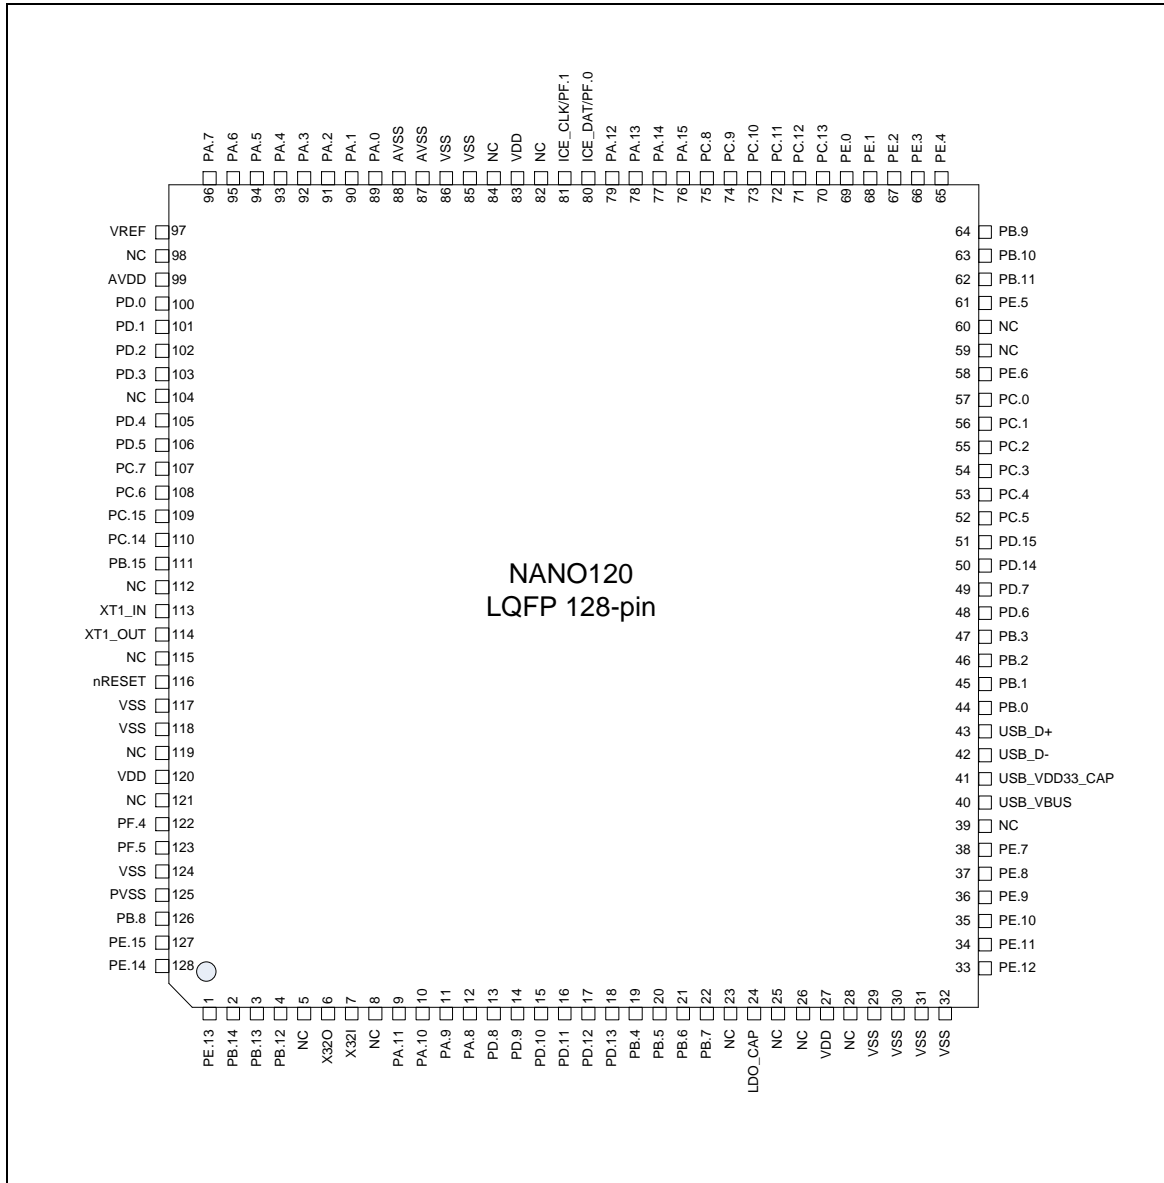 PA.7
PA.6
PA.5
PA.4
PA.3
PA.2
PA.1
PA.0
AVSS
AVSS
VSS
VSS
NC
VDD
NC
ICE_CLK/PF.1
ICE_DAT/PF.0
PA.12
PA.13
PA.14
PA.15
PC.8
PC.9
PC.10
PC.11
PC.12
PC.13
PE.0
PE.1
PE.2
PE.3
PE.4
96
95
94
93
92
91
90
89
88
87
86
85
84
83
82
81
80
79
78
77
76
75
74
73
72
71
70
69
68
67
66
65
VREF 97
NC 98
AVDD 99
PD.0 100
PD.1 101
PD.2 102
PD.3 103
NC 104
PD.4 105
PD.5 106
PC.7 107
PC.6 108
PC.15 109
PC.14 110
PB.15 111
NC 112
XT1_IN 113
XT1_OUT 114
NC 115
nRESET 116
VSS 117
VSS 118
NC 119
VDD 120
NC 121
PF.4 122
PF.5 123
VSS 124
PVSS 125
PB.8 126
PE.15 127
PE.14 128
NANO120
LQFP 128-pin
64 PB.9
63 PB.10
62 PB.11
61 PE.5
60 NC
59 NC
58 PE.6
57 PC.0
56 PC.1
55 PC.2
54 PC.3
53 PC.4
52 PC.5
51 PD.15
50 PD.14
49 PD.7
48 PD.6
47 PB.3
46 PB.2
45 PB.1
44 PB.0
43 USB_D+
42 USB_D-
41 USB_VDD33_CAP
40 USB_VBUS
39 NC
38 PE.7
37 PE.8
36 PE.9
35 PE.10
34 PE.11
33 PE.12
1
2
3
4
5
6
7
8
9
10
11
12
13
14
15
16
17
18
19
20
21
22
23
24
25
26
27
28
29
30
31
32
PE.13
PB.14
PB.13
PB.12
NC
X32O
X32I
NC
PA.11
PA.10
PA.9
PA.8
PD.8
PD.9
PD.10
PD.11
PD.12
PD.13
PB.4
PB.5
PB.6
PB.7
NC
LDO_CAP
NC
NC
VDD
NC
VSS
VSS
VSS
VSS